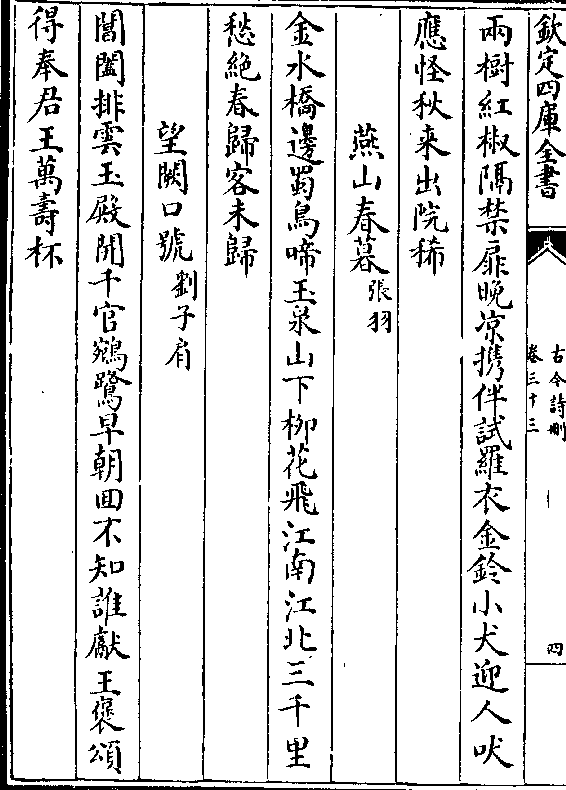 欽定四庫全書
古今詩刪
卷三十三
四
兩樹紅椒隔禁扉晚凉携伴試羅衣金鈴小犬迎人吠
應怪秋来出院稀
燕山春暮張羽
金水橋邊蜀鳥啼玉泉山下柳花飛江南江北三千里
愁絶春歸客未歸
望闕口號劉子肩
閶闔排雲玉殿開千官鵷鷺早朝囬不知誰獻王襃頌
得奉君王萬壽杯